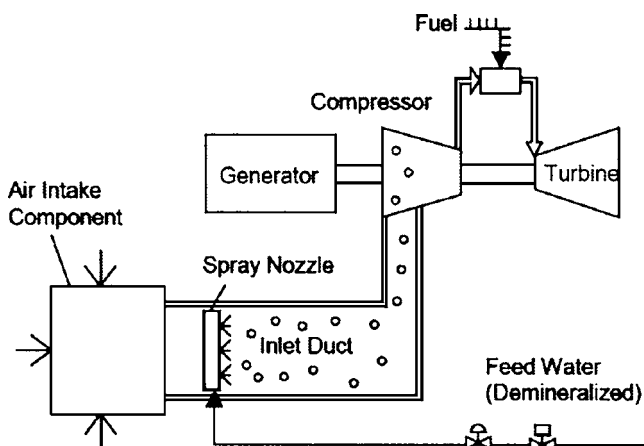 Fuel
Compressor
Generator
Turbine
Air Intake
Component
Spray Nozzle
Inlet Duct
Feed Water
(Demineralized)